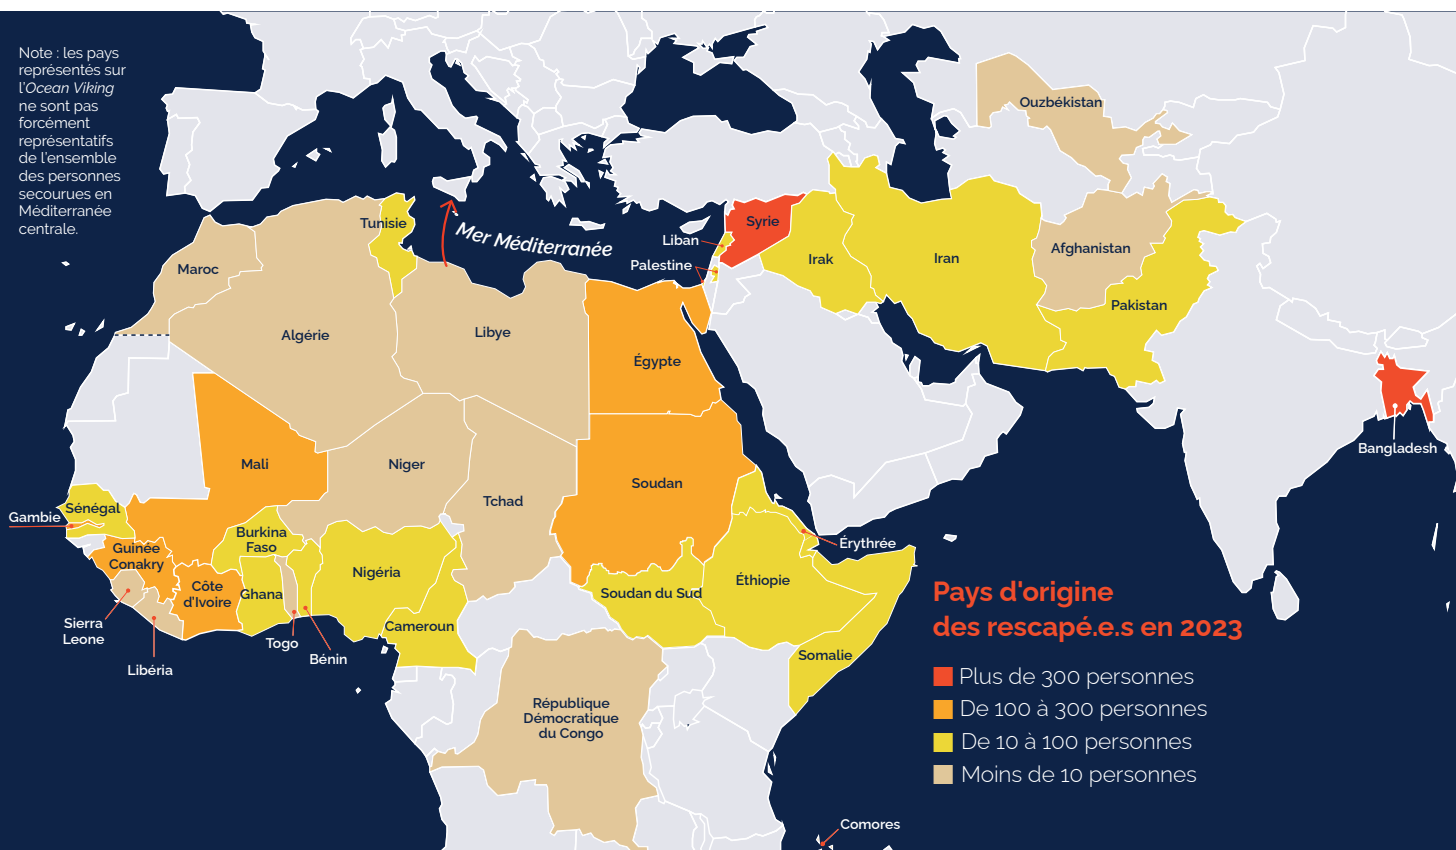 Note : les pays
représentés sur
l'Ocean Viking
ne sont pas
forcément
représentatifs
de l'ensemble
des personnes
secourues en
Méditerranée
centrale.
Ouzbékistan
Tunisie
Mer Méditerranée
Syrie
Liban
Palestine
Irak
Iran
Afghanistan
Pakistan
Maroc
Algérie
Libye
Égypte
Bangladesh
Mali
Niger
Tchad
Soudan
Sénégal
Gambie
Guinée
Conakry
Burkina
Faso
Érythrée
Nigéria
Éthiopie
Côte
d'Ivoire
Ghana
Soudan du Sud
Sierra
Leone
Cameroun
Togo
Bénin
Libéria
Somalie
République
Démocratique
du Congo
Pays d'origine
des rescapé.e.s en 2023
Plus de 300 personnes
De 100 à 300 personnes
De 10 à 100 personnes
Moins de 10 personnes
Comores